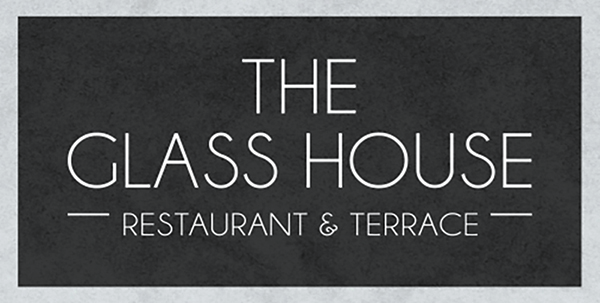 THE
GLASS HOUSE
RESTAURANT & TERRACE